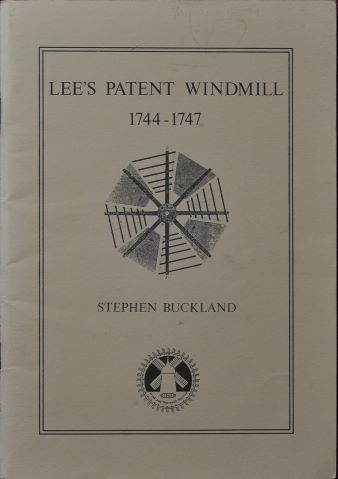 LEE'S PATENT WINDMILL
1744-1747
STEPHEN BUCKLAND